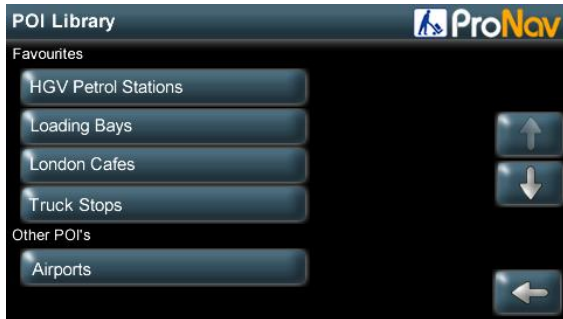 POI Library
ProNav
Favourites
HGV Petrol Stations
Loading Bays
London Cafes
Truck Stops
Other POI's
Airports